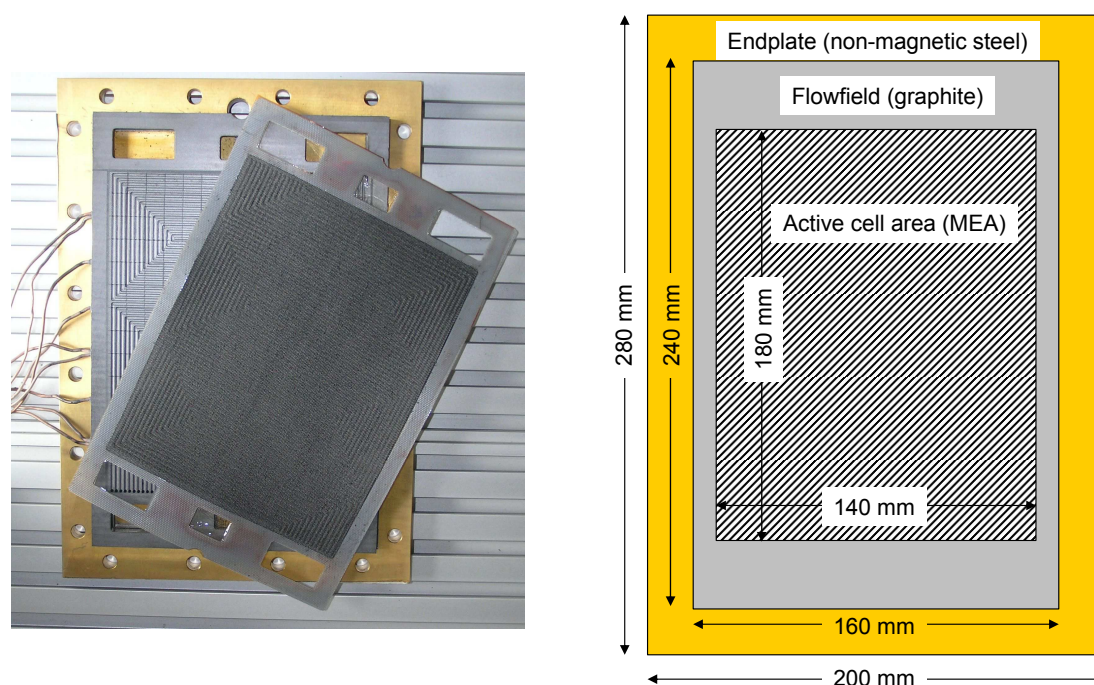 Endplate (non-magnetic steel)
Flowfield (graphite)
Active cell area (MEA)
280 mm
240 mm
180 mm
140 mm
160 mm
200 mm